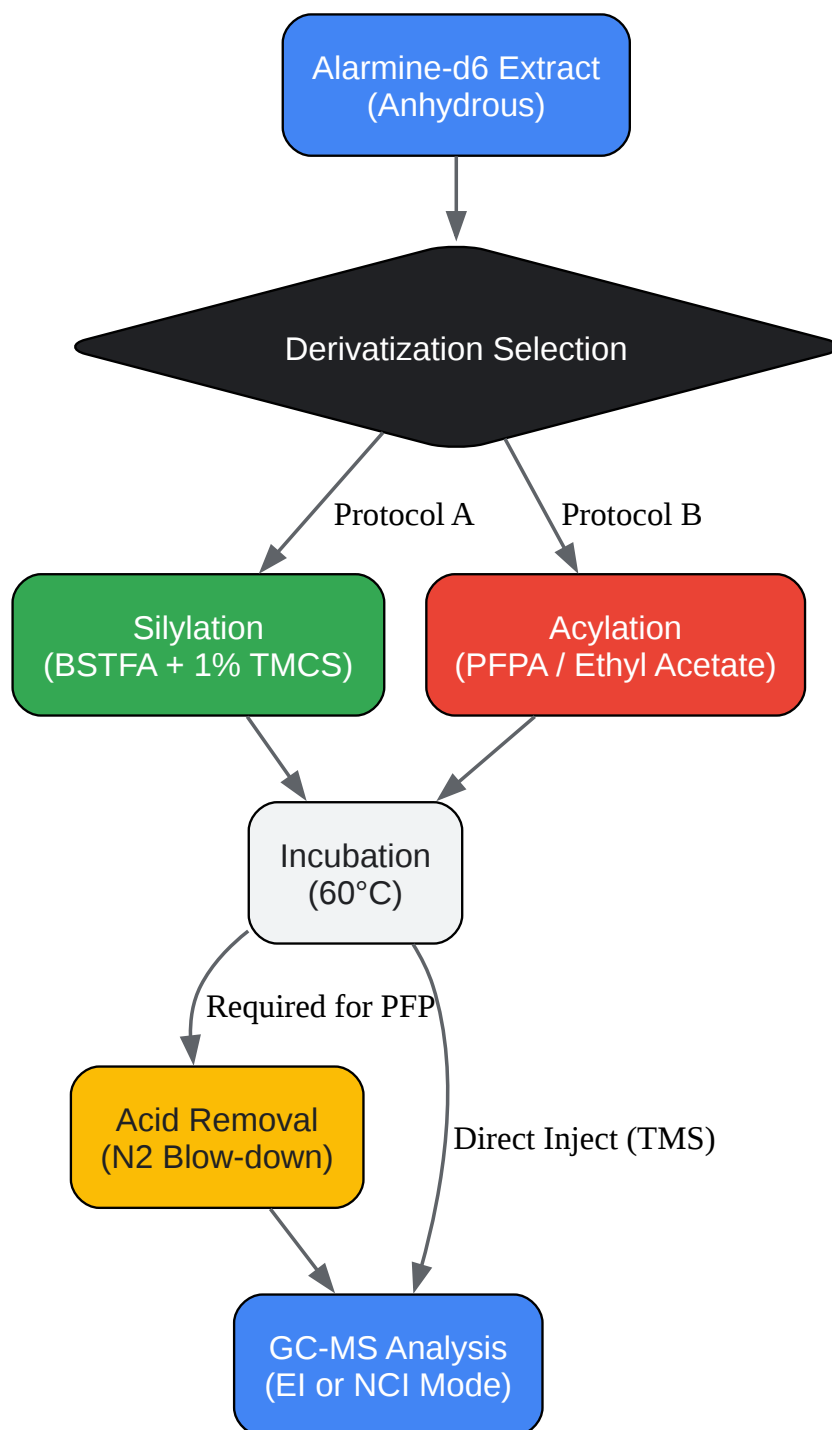 Alarmine-d6 Extract
(Anhydrous)
Derivatization Selection
Protocol A
Protocol B
Silylation
(BSTFA + 1% TMCS)
Acylation
(PFPA / Ethyl Acetate)
Incubation
(60°C)
Required for PFP
Acid Removal
(N2 Blow-down)
Direct Inject (TMS)
GC-MS Analysis
(EI or NCI Mode)